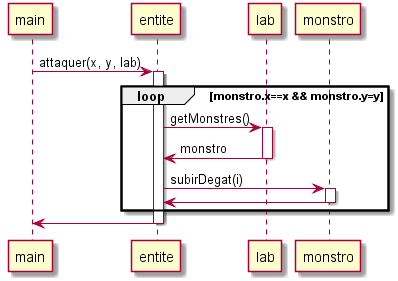 main entite lab monstro
attaquer(x, y, lab)
loop [monstro.x==x && monstro.y=y]
getMonstres()
monstro
subirDegat(i)
main entite lab monstro